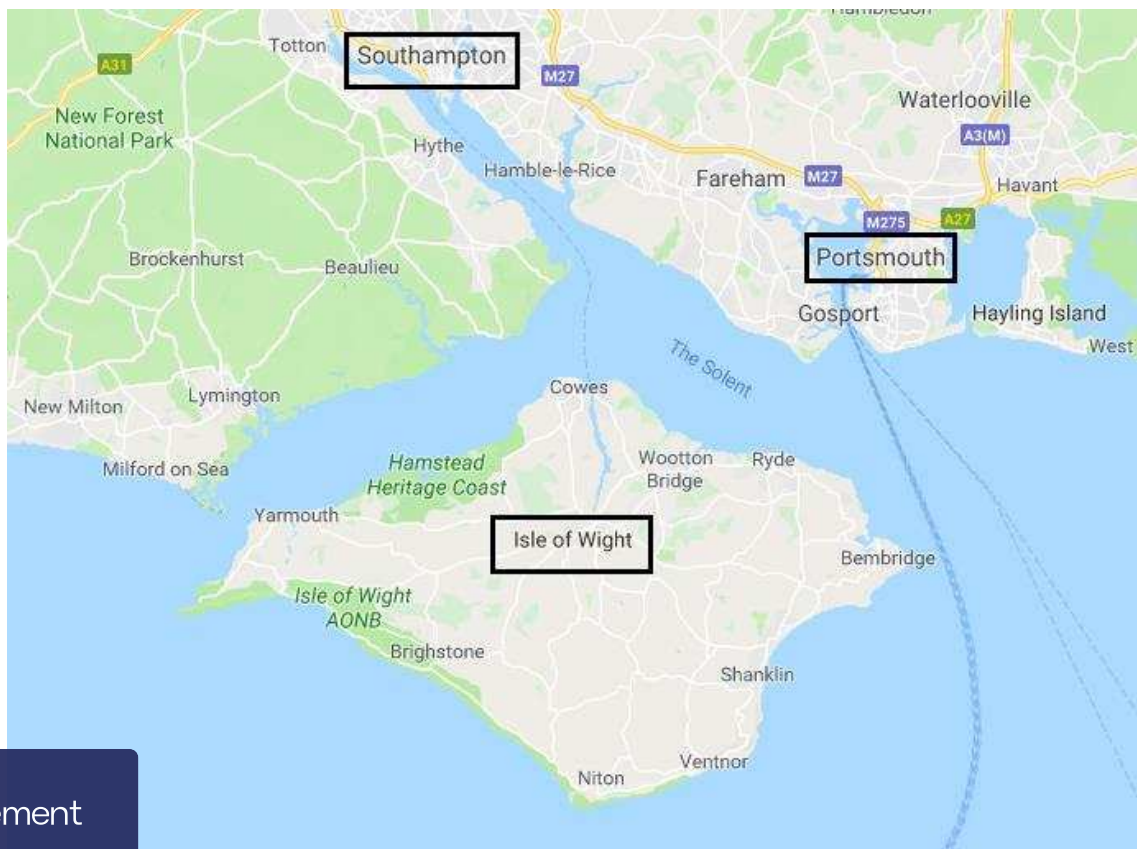 Totton
Southampton
A31
M27
New Forest
National Park
Waterlooville
A3(M)
Hythe
Hamble-le-Rice
Fareham
M27
Havant
M275
A27
Brockenhurst
Beaulieu
Portsmouth
Gosport
Hayling Island
West
The Solent
Cowes
New Milton
Lymington
Milford on Sea
Hamstead
Heritage Coast
Wootton
Bridge
Ryde
Yarmouth
Isle of Wight
Bembridge
Isle of Wight
AONB
Brighstone
Shanklin
Ventnor
Niton